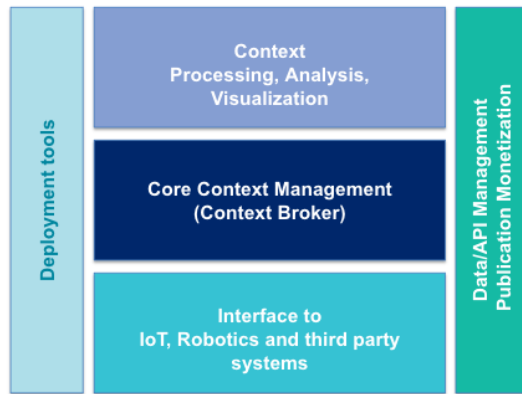 Deployment tools
Context
Processing, Analysis,
Visualization
Core Context Management
(Context Broker)
Interface to
IoT, Robotics and third party
systems
Data/API Management
Publication Monetization